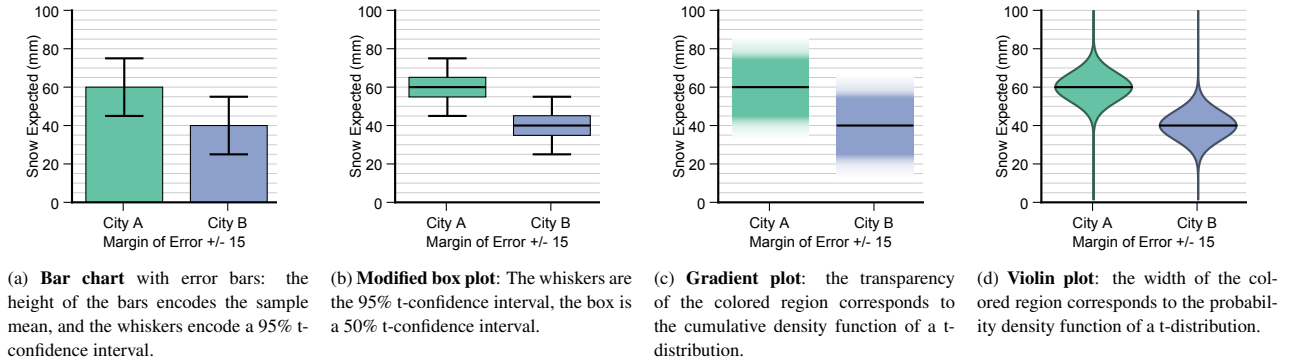 100
80
60
40
20
0
Snow Expected (mm)
City A
City B
Margin of Error +/- 15
100
80
60
40
20
0
Snow Expected (mm)
City A
City B
Margin of Error +/- 15
100
80
60
40
20
0
Snow Expected (mm)
City A
City B
Margin of Error +/- 15
100
80
60
40
20
0
Snow Expected (mm)
City A
City B
Margin of Error +/- 15
(a) Bar chart with error bars: the
height of the bars encodes the sample
mean, and the whiskers encode a 95% t-
confidence interval.
(b) Modified box plot: The whiskers are
the 95% t-confidence interval, the box is
a 50% t-confidence interval.
(c) Gradient plot: the transparency
of the colored region corresponds to
the cumulative density function of a t-
distribution.
(d) Violin plot: the width of the col-
ored region corresponds to the probabil-
ity density function of a t-distribution.